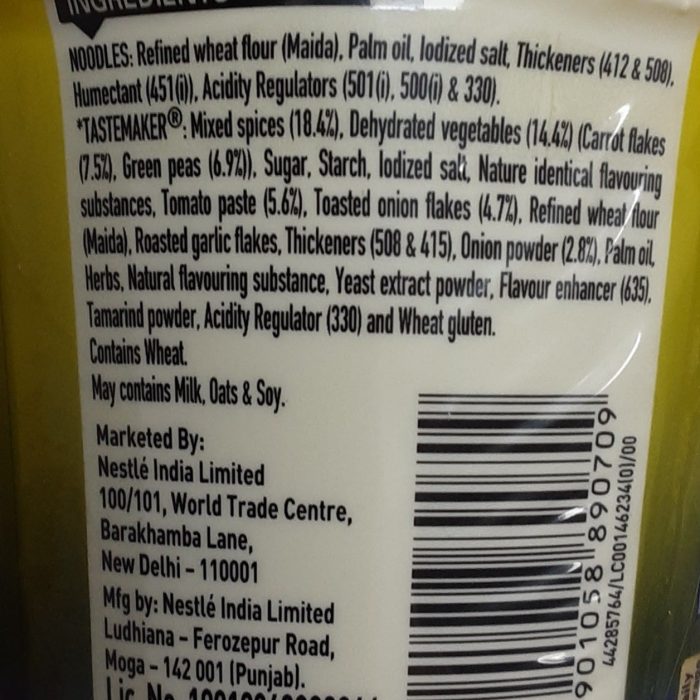 NOODLES: Refined wheat flour (Maida), Palm oil, Iodized salt, Thickeners (412 & 508),
Humectant (451(i)), Acidity Regulators (501(i), 500(i) & 330).
*TASTEMAKER®: Mixed spices (18.4%), Dehydrated vegetables (14.4%) (Carrot flakes
(7.5%), Green peas (6.9%)), Sugar, Starch, Iodized salt, Nature identical flavouring
substances, Tomato paste (5.6%), Toasted onion flakes (4.7%), Refined wheat flour
(Maida), Roasted garlic flakes, Thickeners (508 & 415), Onion powder (2.8%), Palm oil,
Herbs, Natural flavouring substance, Yeast extract powder, Flavour enhancer (635),
Tamarind powder, Acidity Regulator (330) and Wheat gluten.
Contains Wheat.
May contains Milk, Oats & Soy.
Marketed By:
Nestlé India Limited
100/101, World Trade Centre,
Barakhamba Lane,
New Delhi – 110001
Mfg by: Nestlé India Limited
Ludhiana – Ferozepur Road,
Moga – 142 001 (Punjab).
Lic. No.
901058 890709
44285764/LC00146234(0)/00